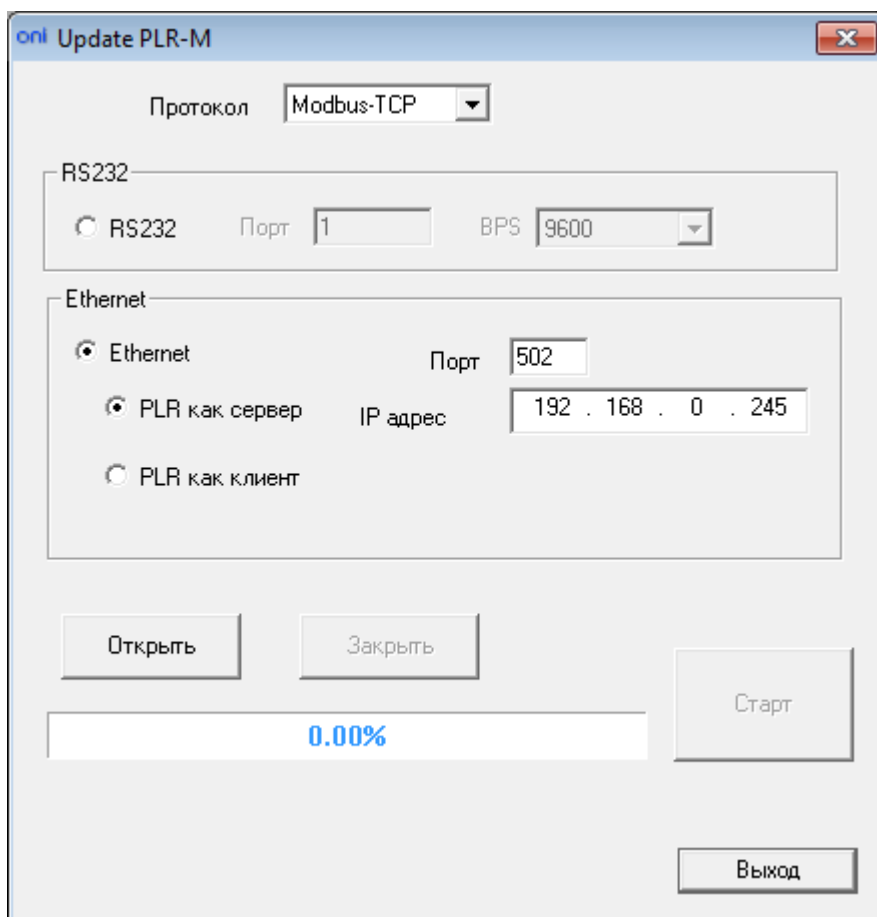 oni Update PLR-M
Протокол Modbus-TCP
RS232
RS232 Порт 1 BPS 9600
Ethernet
Ethernet Порт 502
PLR как сервер IP адрес 192 . 168 . 0 . 245
PLR как клиент
Открыть Закрыть
Старт
0.00%
Выход